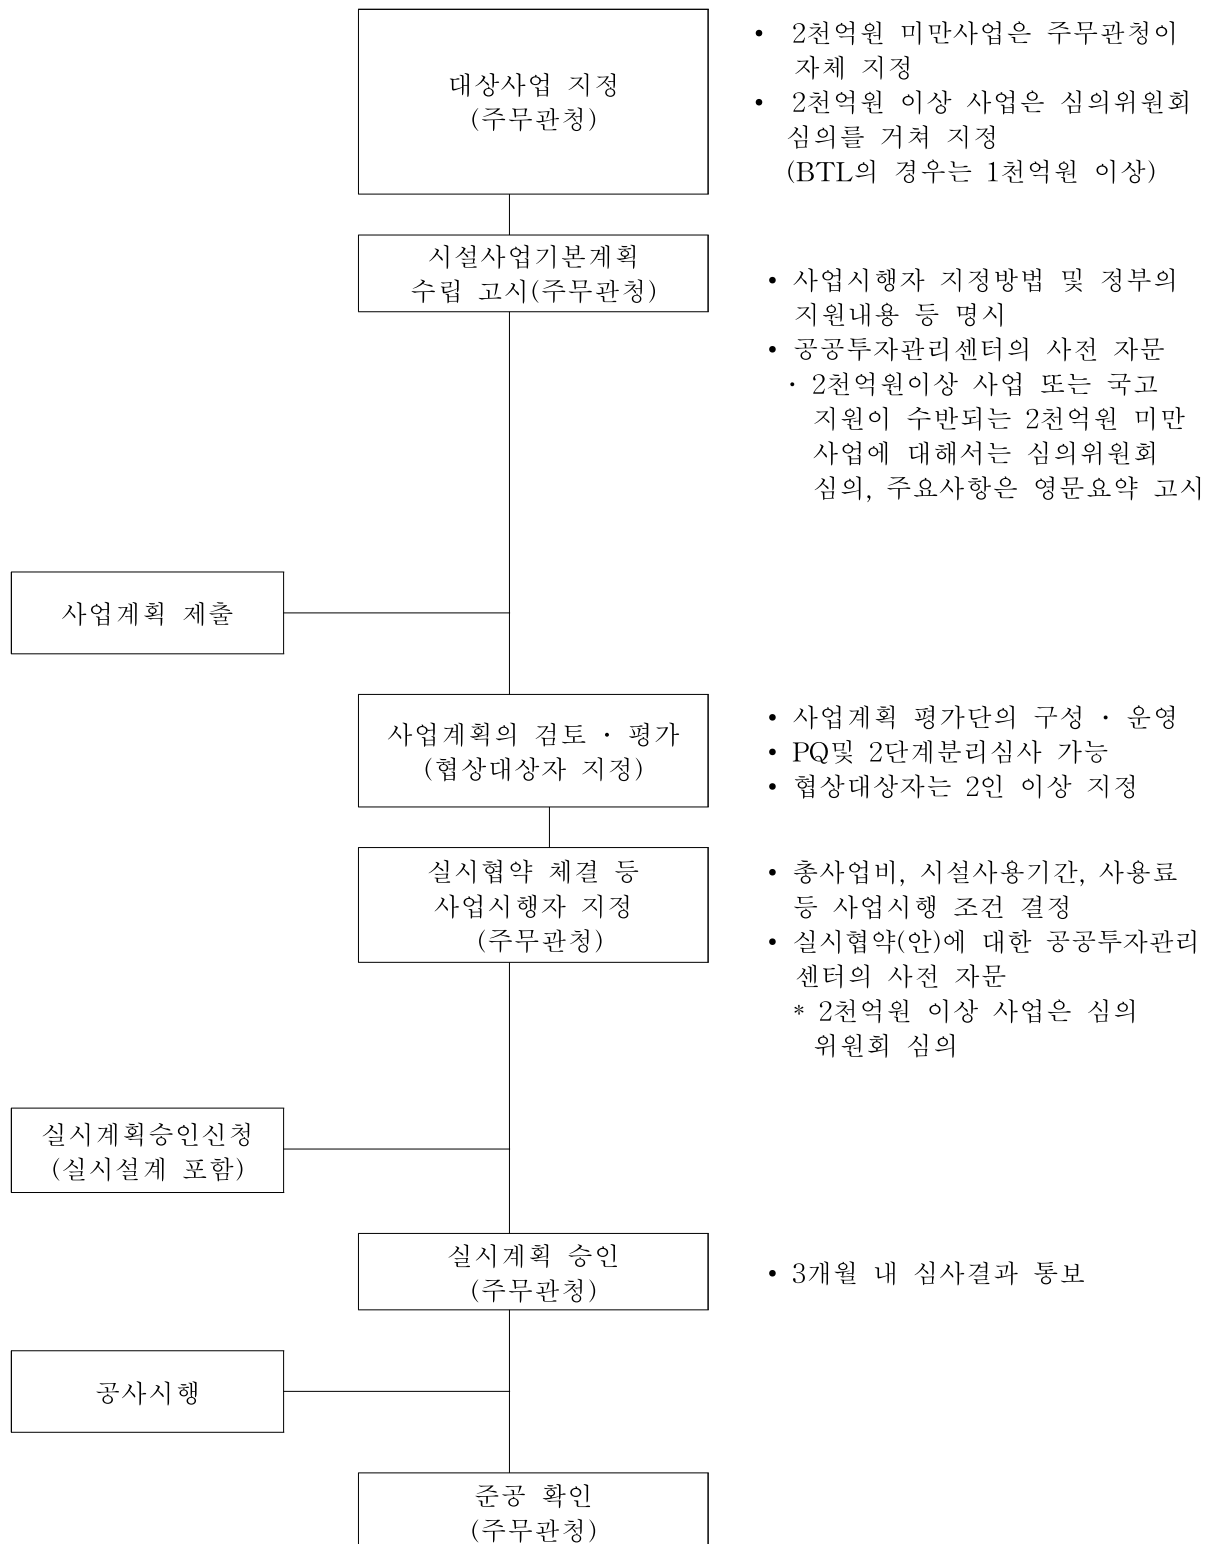 대상사업 지정
(주무관청)
• 2천억원 미만사업은 주무관청이
자체 지정
• 2천억원 이상 사업은 심의위원회
심의를 거쳐 지정
(BTL의 경우는 1천억원 이상)
시설사업기본계획
수립 고시(주무관청)
• 사업시행자 지정방법 및 정부의
지원내용 등 명시
• 공공투자관리센터의 사전 자문
· 2천억원이상 사업 또는 국고
지원이 수반되는 2천억원 미만
사업에 대해서는 심의위원회
심의, 주요사항은 영문요약 고시
사업계획 제출
사업계획의 검토 · 평가
(협상대상자 지정)
• 사업계획 평가단의 구성 · 운영
• PQ및 2단계분리심사 가능
• 협상대상자는 2인 이상 지정
실시협약 체결 등
사업시행자 지정
(주무관청)
• 총사업비, 시설사용기간, 사용료
등 사업시행 조건 결정
• 실시협약(안)에 대한 공공투자관리
센터의 사전 자문
* 2천억원 이상 사업은 심의
위원회 심의
실시계획승인신청
(실시설계 포함)
실시계획 승인
(주무관청)
• 3개월 내 심사결과 통보
공사시행
준공 확인
(주무관청)